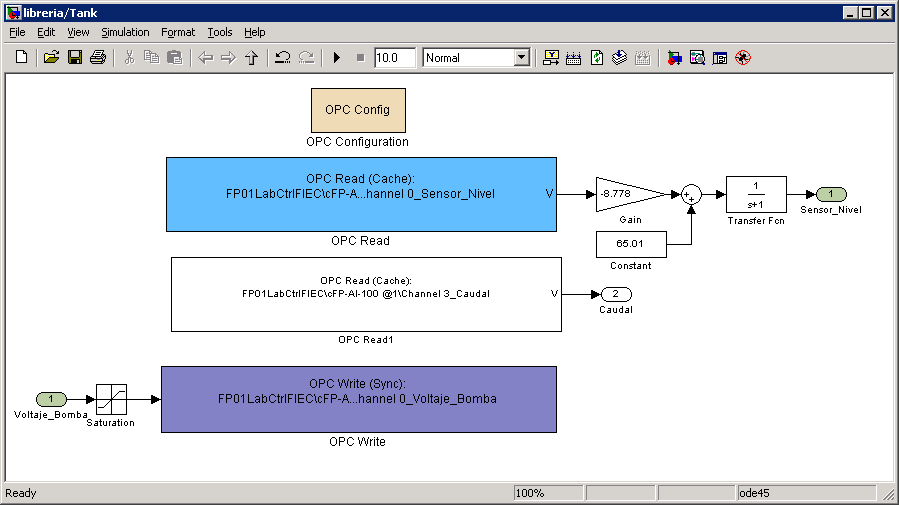 libreria/Tank
File Edit View Simulation Format Tools Help
10.0 Normal
OPC Config
OPC Configuration
OPC Read (Cache):
FP01LabCtrlFIEC\cFP-A...hannel 0_Sensor_Nivel
V
OPC Read
-8.778
Gain
65.01
Constant
1
s+1
Transfer Fcn
1
Sensor_Nivel
OPC Read (Cache):
FP01LabCtrlFIEC\cFP-AI-100 @1\Channel 3_Caudal
V
OPC Read1
2
Caudal
1
Voltaje_Bomba
Saturation
OPC Write (Sync):
FP01LabCtrlFIEC\cFP-A...hannel 0_Voltaje_Bomba
OPC Write
Ready 100% ode45